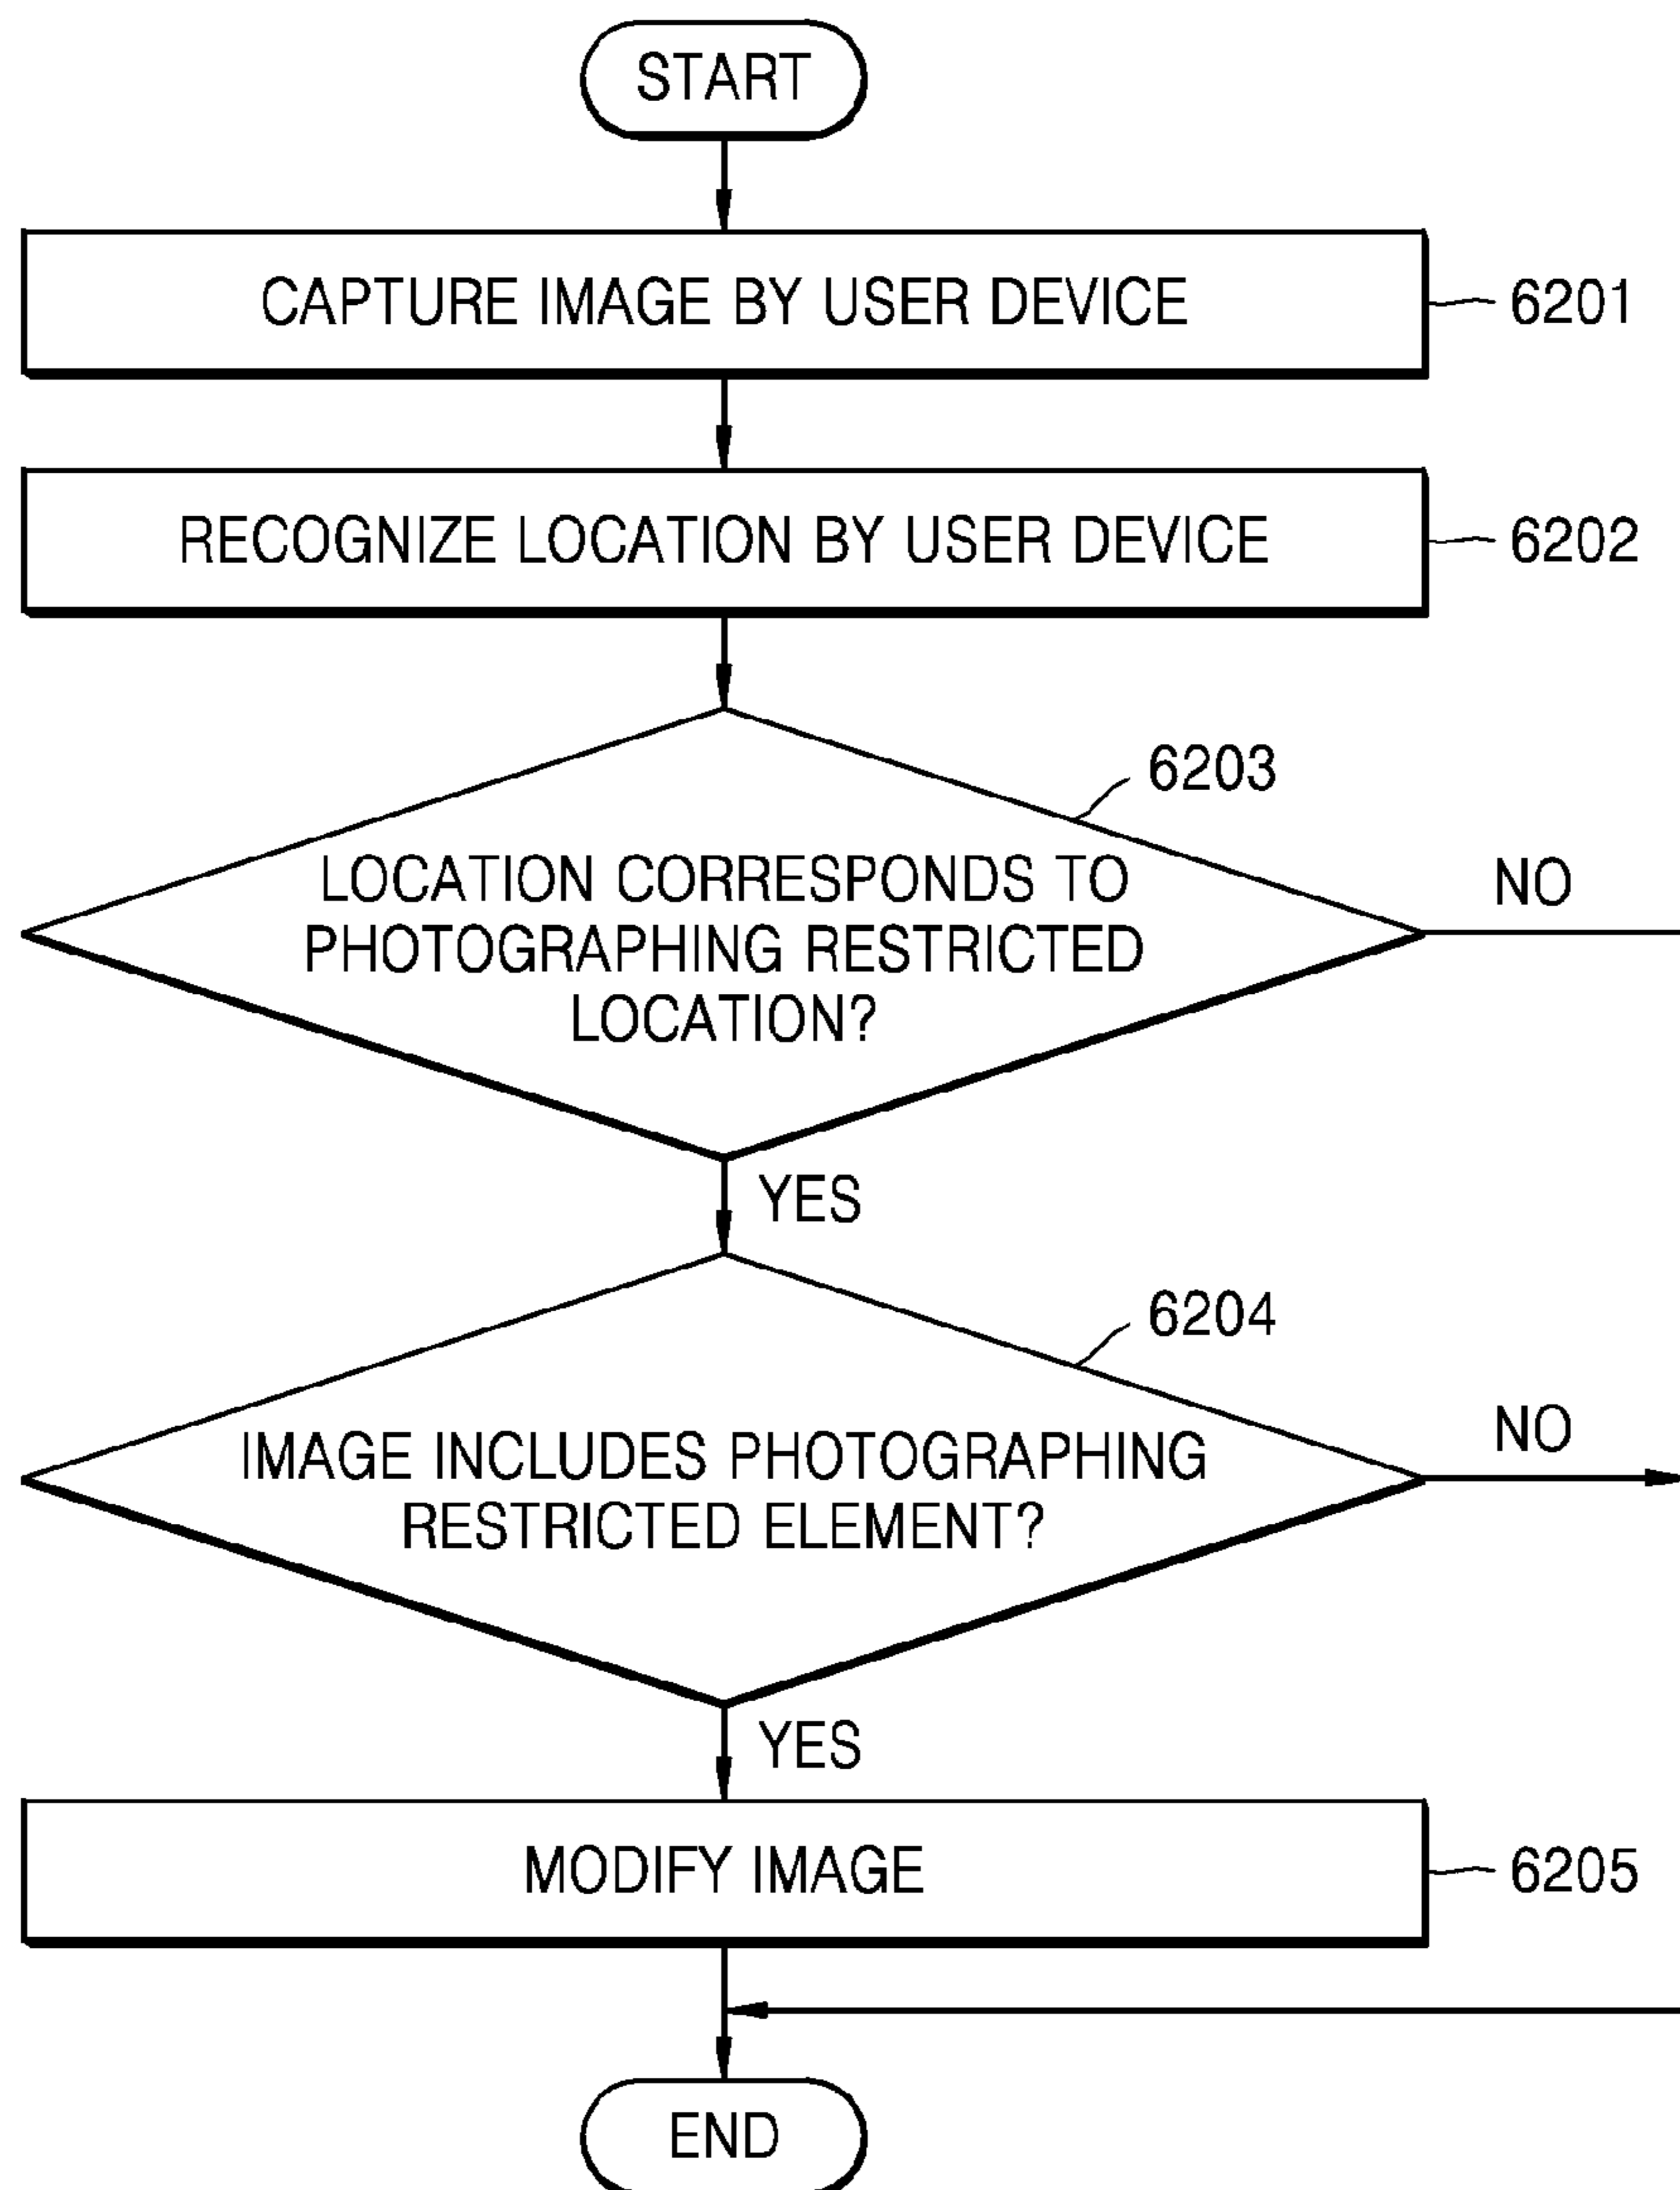 START
CAPTURE IMAGE BY USER DEVICE
6201
RECOGNIZE LOCATION BY USER DEVICE
6202
6203
LOCATION CORRESPONDS TO
PHOTOGRAPHING RESTRICTED
LOCATION?
NO
YES
6204
IMAGE INCLUDES PHOTOGRAPHING
RESTRICTED ELEMENT?
NO
YES
MODIFY IMAGE
6205
END